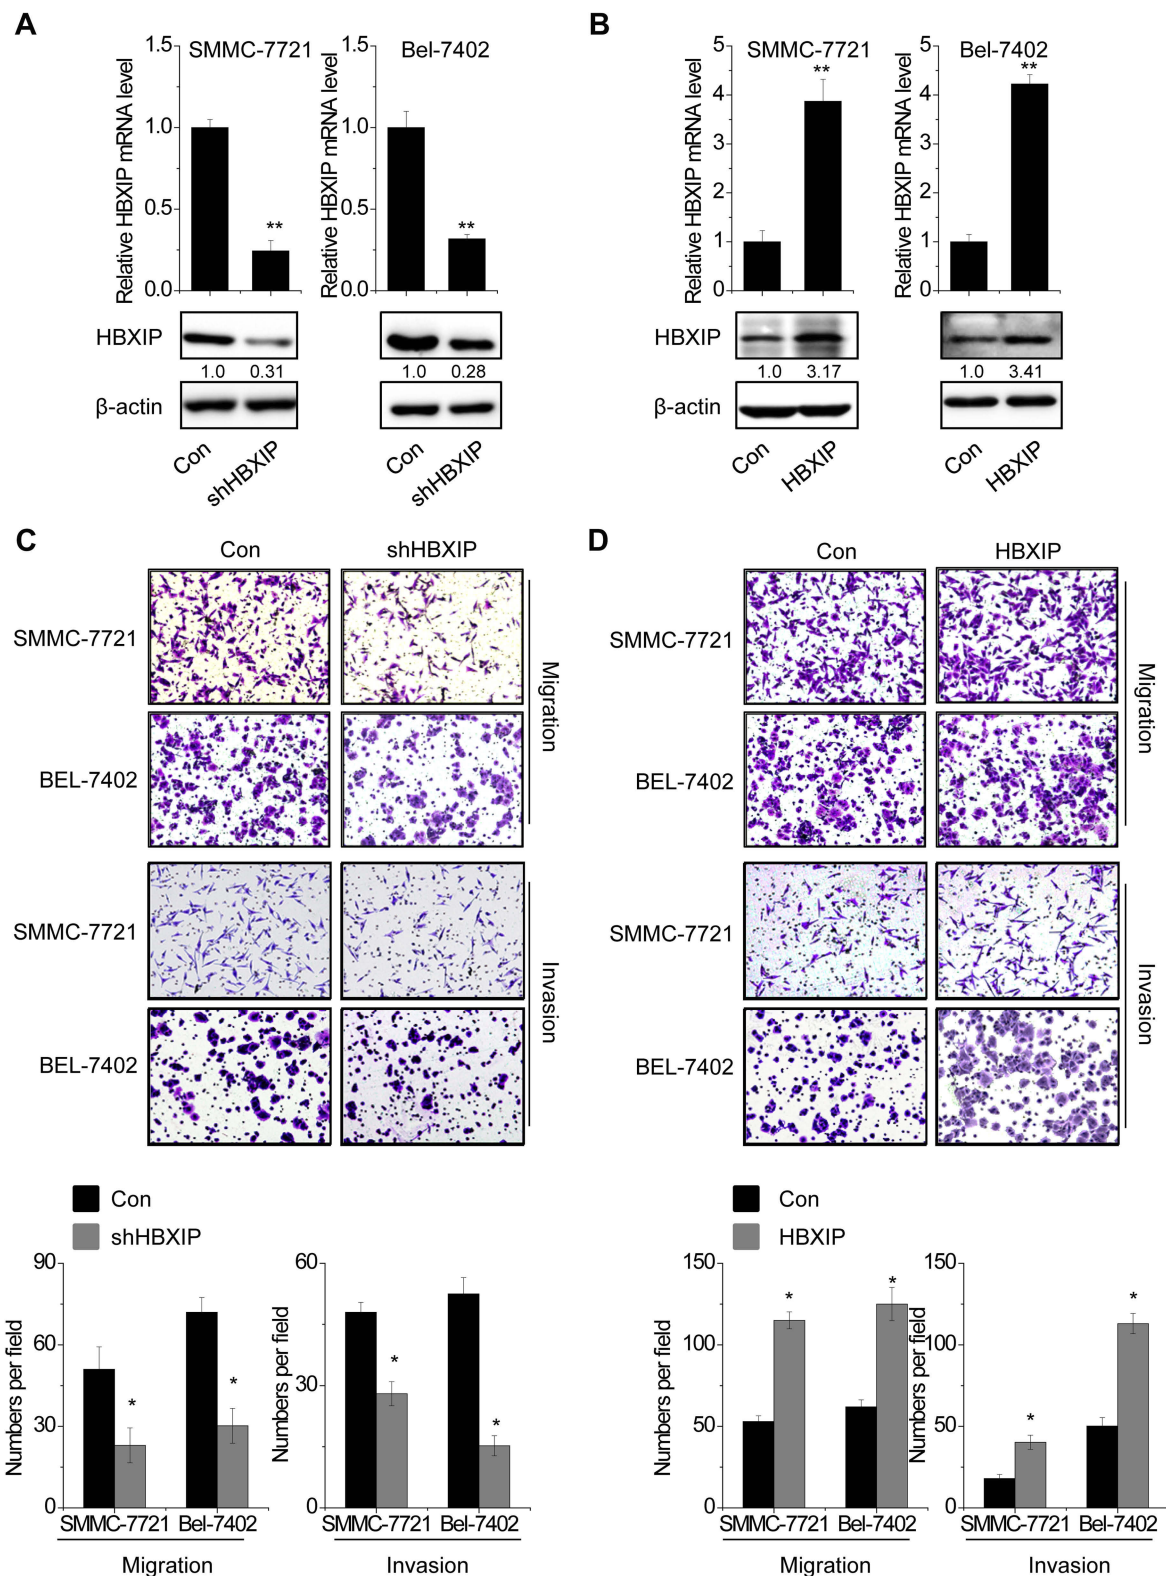 A
B
SMMC-7721
Bel-7402
SMMC-7721
Bel-7402
Relative HBXIP mRNA level
1.5
1.0
0.5
0.0
**
Relative HBXIP mRNA level
1.5
1.0
0.5
0.0
**
Relative HBXIP mRNA level
5
4
3
2
1
0
**
Relative HBXIP mRNA level
5
4
3
2
1
0
**
HBXIP
1.0 0.31
1.0 0.28
β-actin
Con
shHBXIP
Con
shHBXIP
HBXIP
1.0 3.17
1.0 3.41
β-actin
Con
HBXIP
Con
HBXIP
C
Con
shHBXIP
SMMC-7721
BEL-7402
Migration
SMMC-7721
BEL-7402
Invasion
D
Con
HBXIP
SMMC-7721
BEL-7402
Migration
SMMC-7721
BEL-7402
Invasion
Con
shHBXIP
Numbers per field
90
60
30
0
*
*
SMMC-7721 Bel-7402
Migration
Numbers per field
60
30
0
*
*
SMMC-7721 Bel-7402
Invasion
Con
HBXIP
Numbers per field
150
100
50
0
*
*
SMMC-7721 Bel-7402
Migration
Numbers per field
150
100
50
0
*
*
SMMC-7721 Bel-7402
Invasion